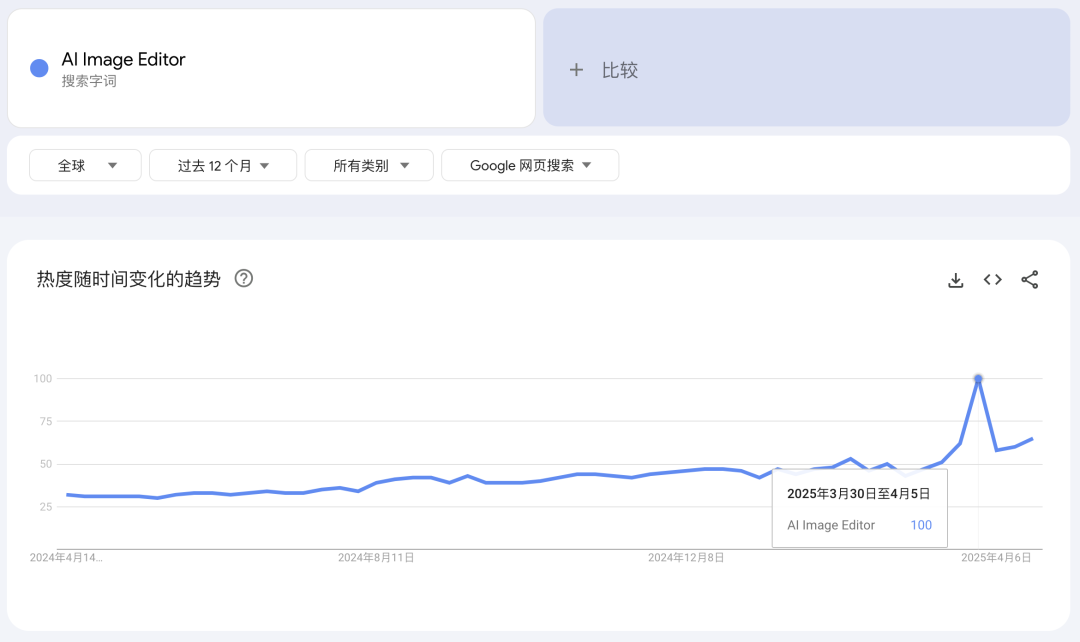 AI Image Editor
搜索字词
+ 比较
全球
过去 12 个月
所有类别
Google 网页搜索
热度随时间变化的趋势 ?
100
75
50
25
2025年3月30日至4月5日
AI Image Editor 100
2024年4月14...
2024年8月11日
2024年12月8日
2025年4月6日